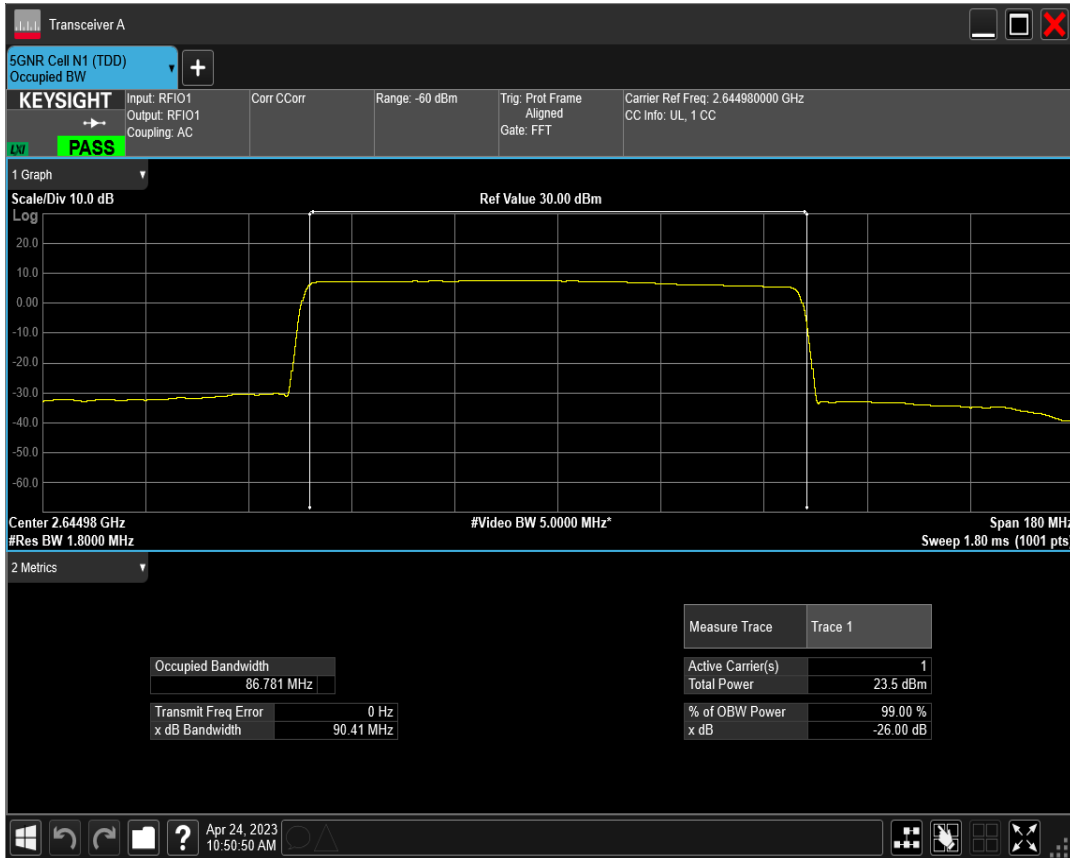 Transceiver A
5GNR Cell N1 (TDD)
Occupied BW
+
KEYSIGHT
LXI
PASS
Input: RFIO1
Output: RFIO1
Coupling: AC
Corr CCorr
Range: -60 dBm
Trig: Prot Frame
Aligned
Gate: FFT
Carrier Ref Freq: 2.644980000 GHz
CC Info: UL, 1 CC
1 Graph
Scale/Div 10.0 dB
Ref Value 30.00 dBm
Log
20.0
10.0
0.00
-10.0
-20.0
-30.0
-40.0
-50.0
-60.0
Center 2.64498 GHz
#Video BW 5.0000 MHz*
Span 180 MHz
#Res BW 1.8000 MHz
Sweep 1.80 ms (1001 pts)
2 Metrics
Measure Trace Trace 1
Occupied Bandwidth
86.781 MHz
Active Carrier(s) 1
Total Power 23.5 dBm
Transmit Freq Error 0 Hz
x dB Bandwidth 90.41 MHz
% of OBW Power 99.00 %
x dB -26.00 dB
?
Apr 24, 2023
10:50:50 AM